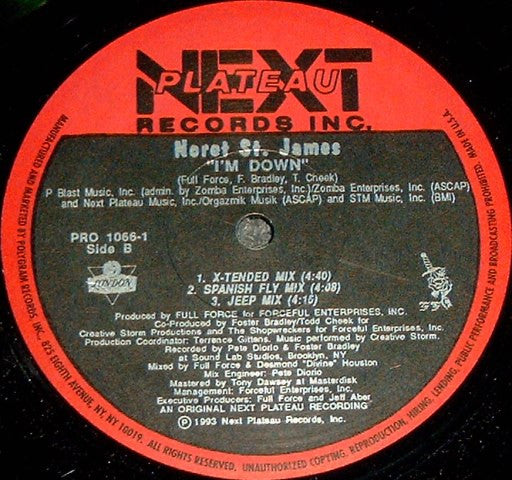 NEXT
PLATEAU
RECORDS INC.
Noret St. James
"I'M DOWN"
(Full Force, F. Bradley, T. Cheek)
P Blast Music, Inc. (admin. by Zomba Enterprises, Inc.)/Zomba Enterprises, Inc. (ASCAP)
and Next Plateau Music, Inc./Orgazmik Musik (ASCAP) and STM Music, Inc. (BMI)
PRO 1066-1
Side B
LONDON
1. X-TENDED MIX (4:40)
2. SPANISH FLY MIX (4:08)
3. JEEP MIX (4:15)
FF
Produced by FULL FORCE for FORCEFUL ENTERPRISES, INC.
Co-Produced by Foster Bradley/Todd Cheek for
Creative Storm Productions and The Shopwreckers for Forceful Enterprises, Inc.
Production Coordinator: Terrence Gittens. Music performed by Creative Storm.
Recorded by Pete Diorio & Foster Bradley
at Sound Lab Studios, Brooklyn, NY
Mixed by Full Force & Desmond "Divine" Houston
Mix Engineer: Pete Diorio
Mastered by Tony Dawsey at Masterdisk
Management: Forceful Enterprises, Inc.
Executive Producers: Full Force and Jeff Aber
AN ORIGINAL NEXT PLATEAU RECORDING
℗ 1993 Next Plateau Records, Inc.
MANUFACTURED AND MARKETED BY POLYGRAM RECORDS, INC. 825 EIGHTH AVENUE, NY, NY 10019. ALL RIGHTS RESERVED. UNAUTHORIZED COPYING, REPRODUCTION, HIRING, LENDING, PUBLIC PERFORMANCE AND BROADCASTING PROHIBITED. MADE IN U.S.A.